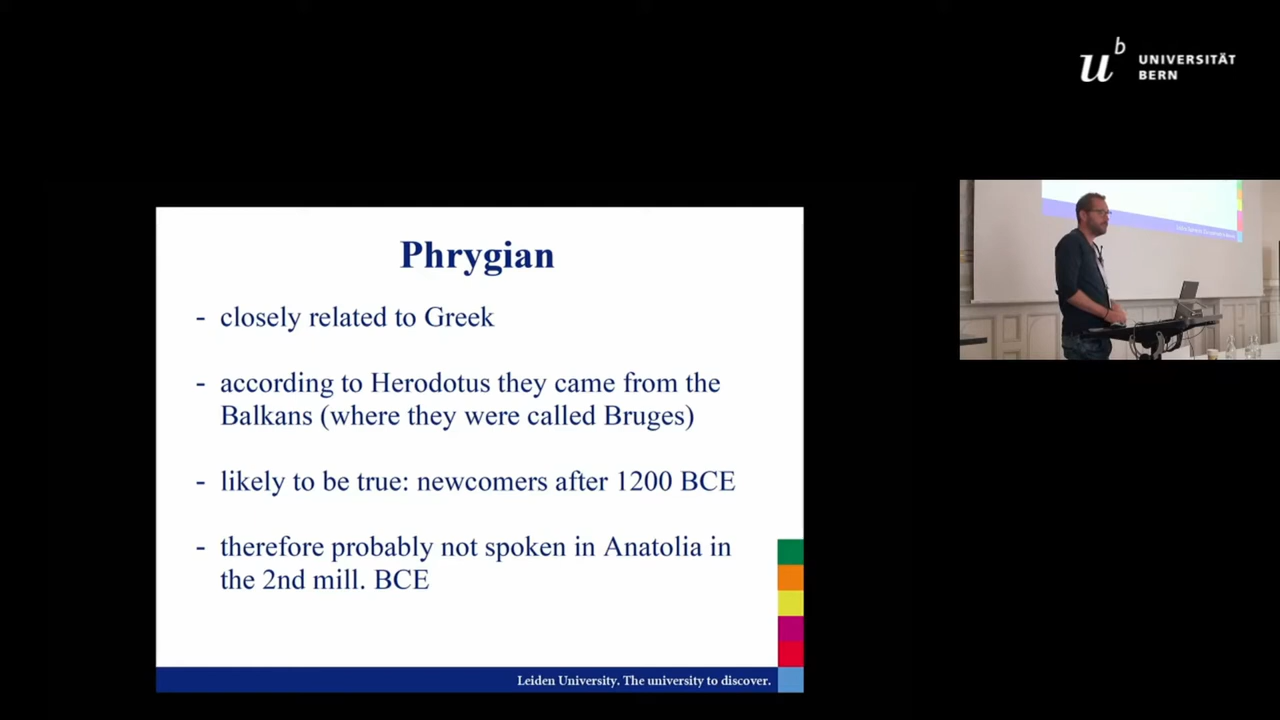 u^b UNIVERSITÄT
BERN
Phrygian
- closely related to Greek
- according to Herodotus they came from the
Balkans (where they were called Bruges)
- likely to be true: newcomers after 1200 BCE
- therefore probably not spoken in Anatolia in
the 2nd mill. BCE
Leiden University. The university to discover.